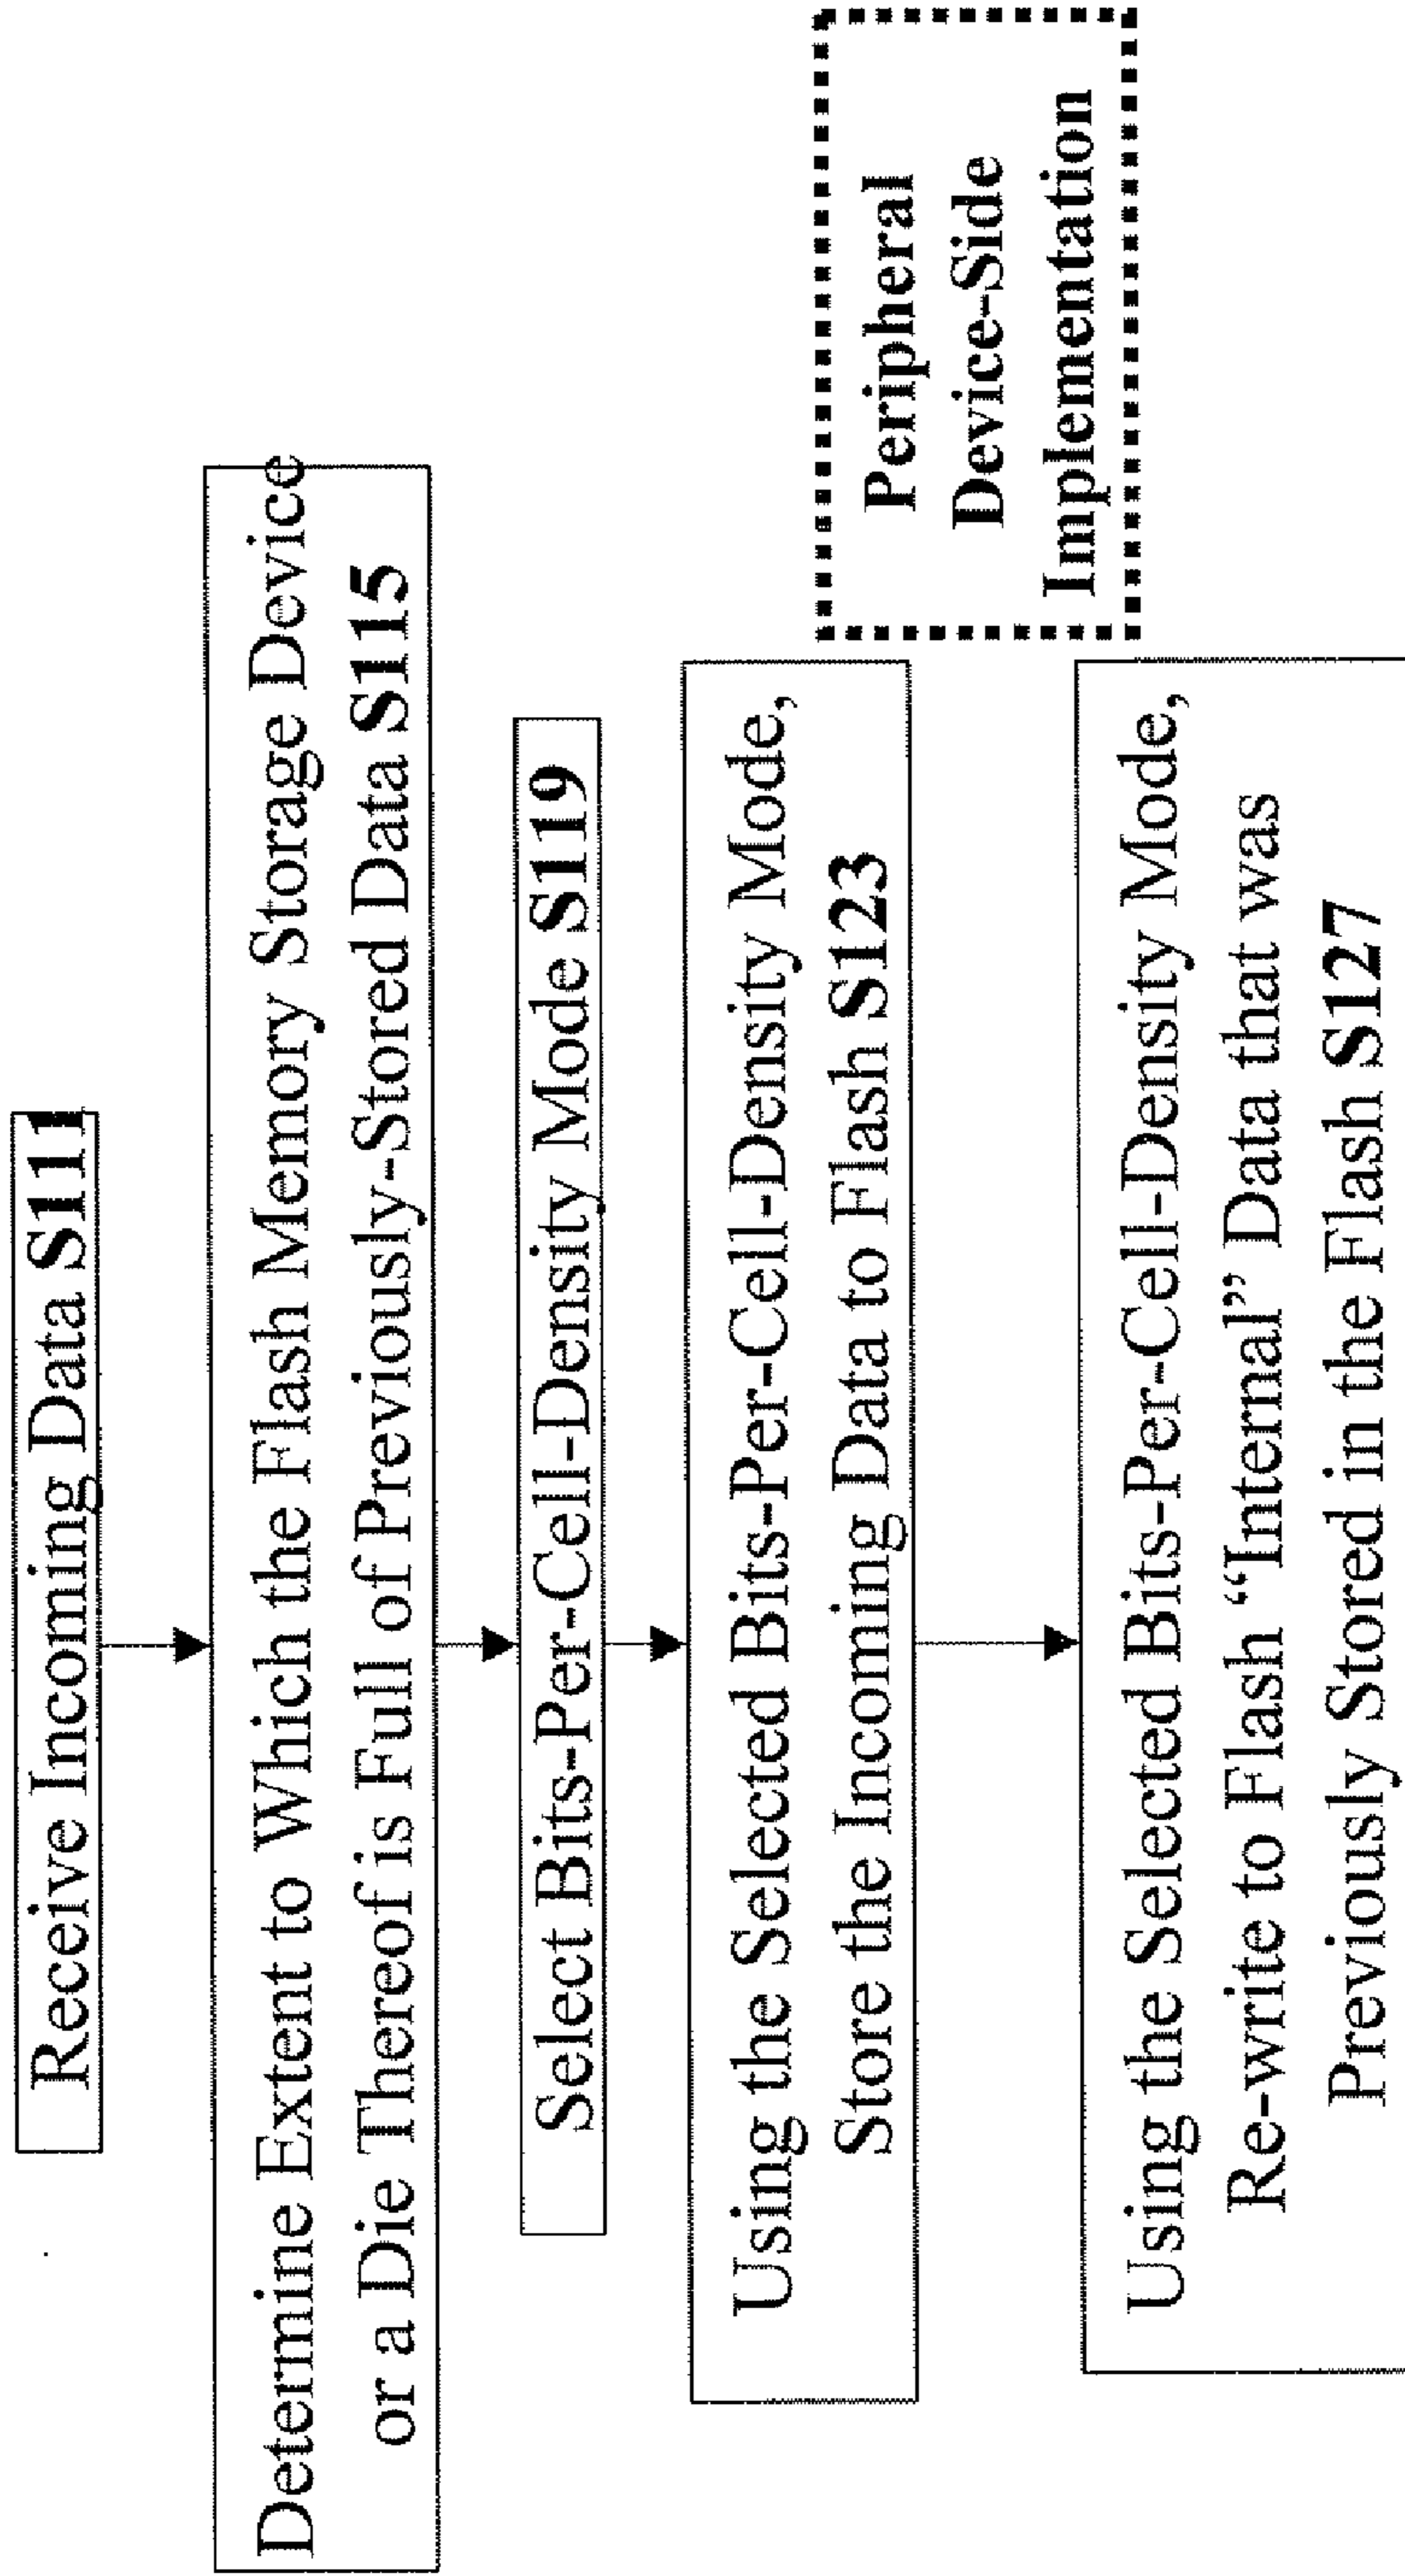 Receive Incoming Data S111
Determine Extent to Which the Flash Memory Storage Device
or a Die Thereof is Full of Previously-Stored Data S115
Select Bits-Per-Cell-Density Mode S119
Using the Selected Bits-Per-Cell-Density Mode,
Store the Incoming Data to Flash S123
Using the Selected Bits-Per-Cell-Density Mode,
Re-write to Flash “Internal” Data that was
Previously Stored in the Flash S127
Peripheral
Device-Side
Implementation